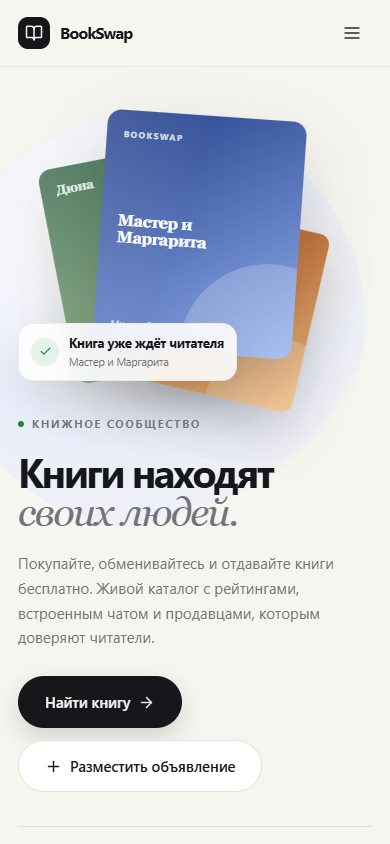 BookSwap
BOOKSWAP
Дюна
Мастер и
Маргарита
Книга уже ждёт читателя
Мастер и Маргарита
КНИЖНОЕ СООБЩЕСТВО
Книги находят
своих людей.
Покупайте, обменивайтесь и отдавайте книги
бесплатно. Живой каталог с рейтингами,
встроенным чатом и продавцами, которым
доверяют читатели.
Найти книгу
Разместить объявление